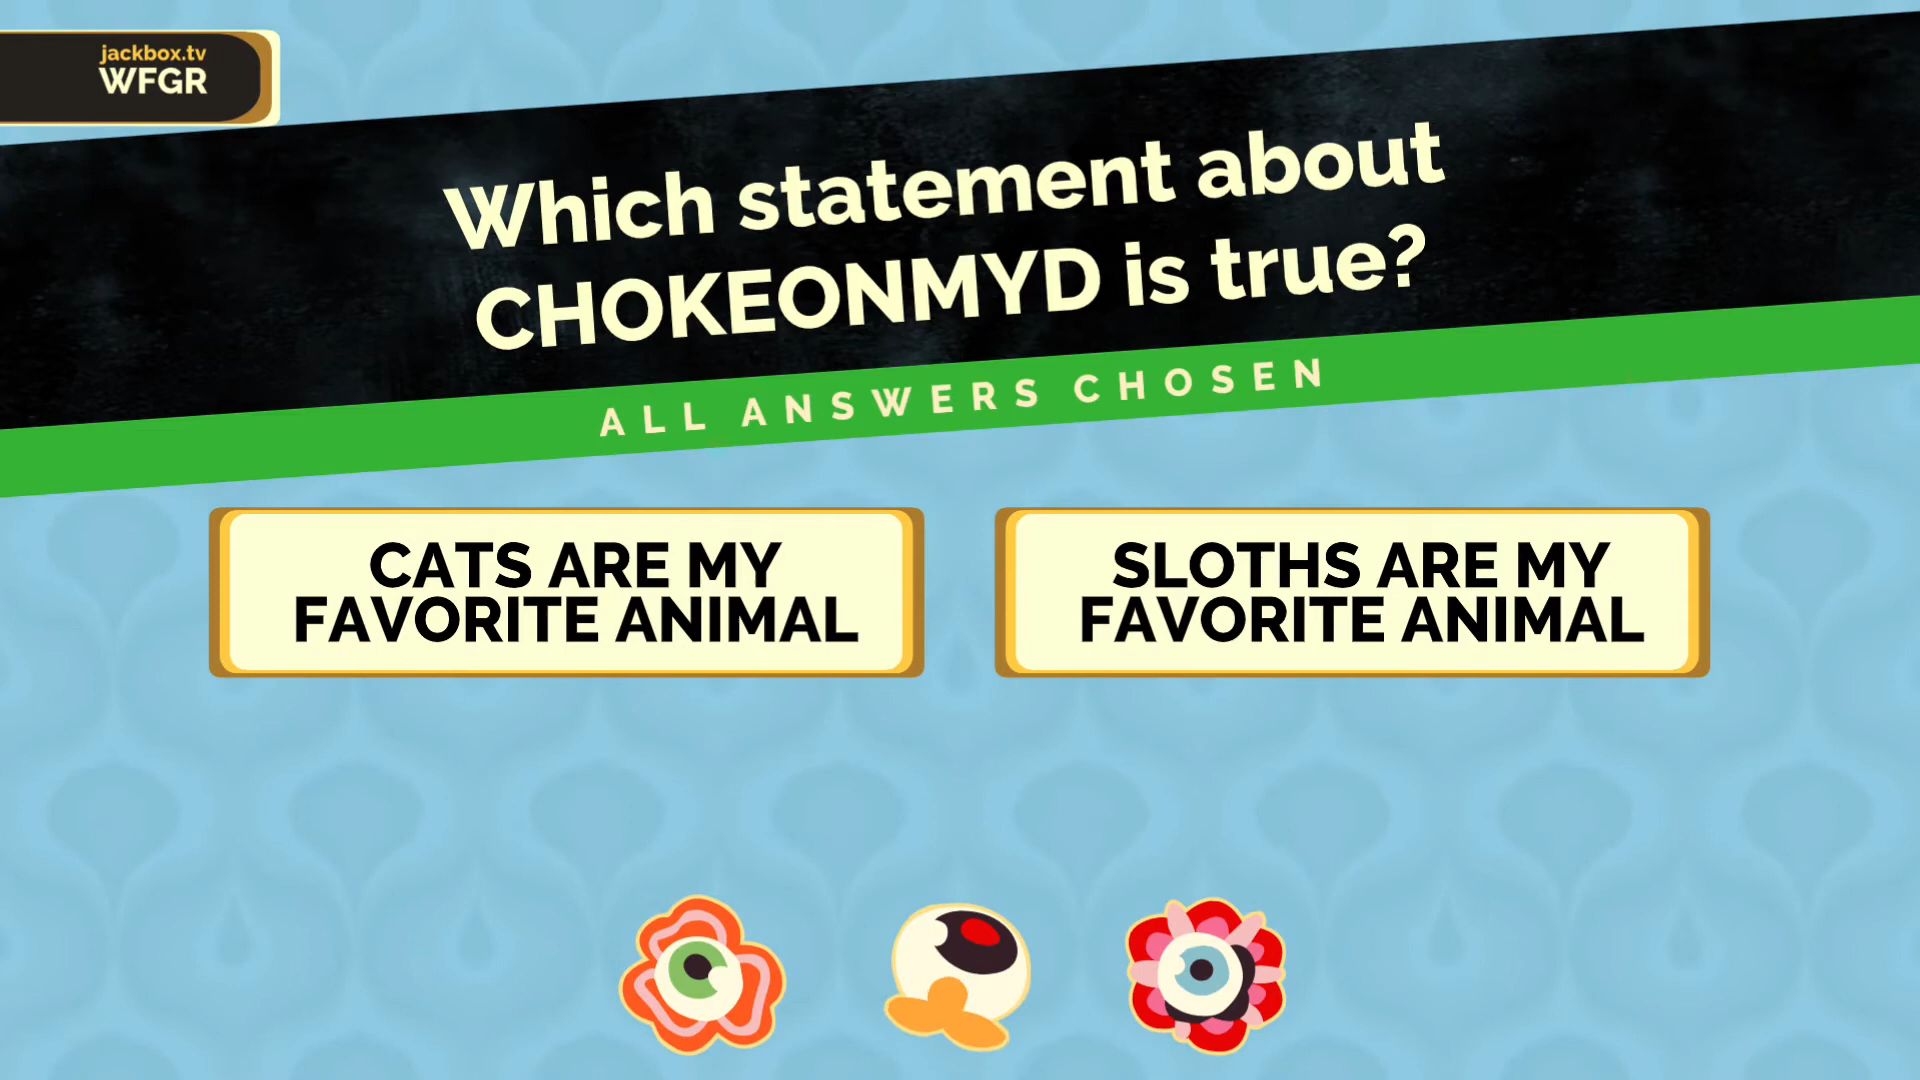 jackbox.tv
WFGR
Which statement about
CHOKEONMYD is true?
ALL ANSWERS CHOSEN
CATS ARE MY
FAVORITE ANIMAL
SLOTHS ARE MY
FAVORITE ANIMAL